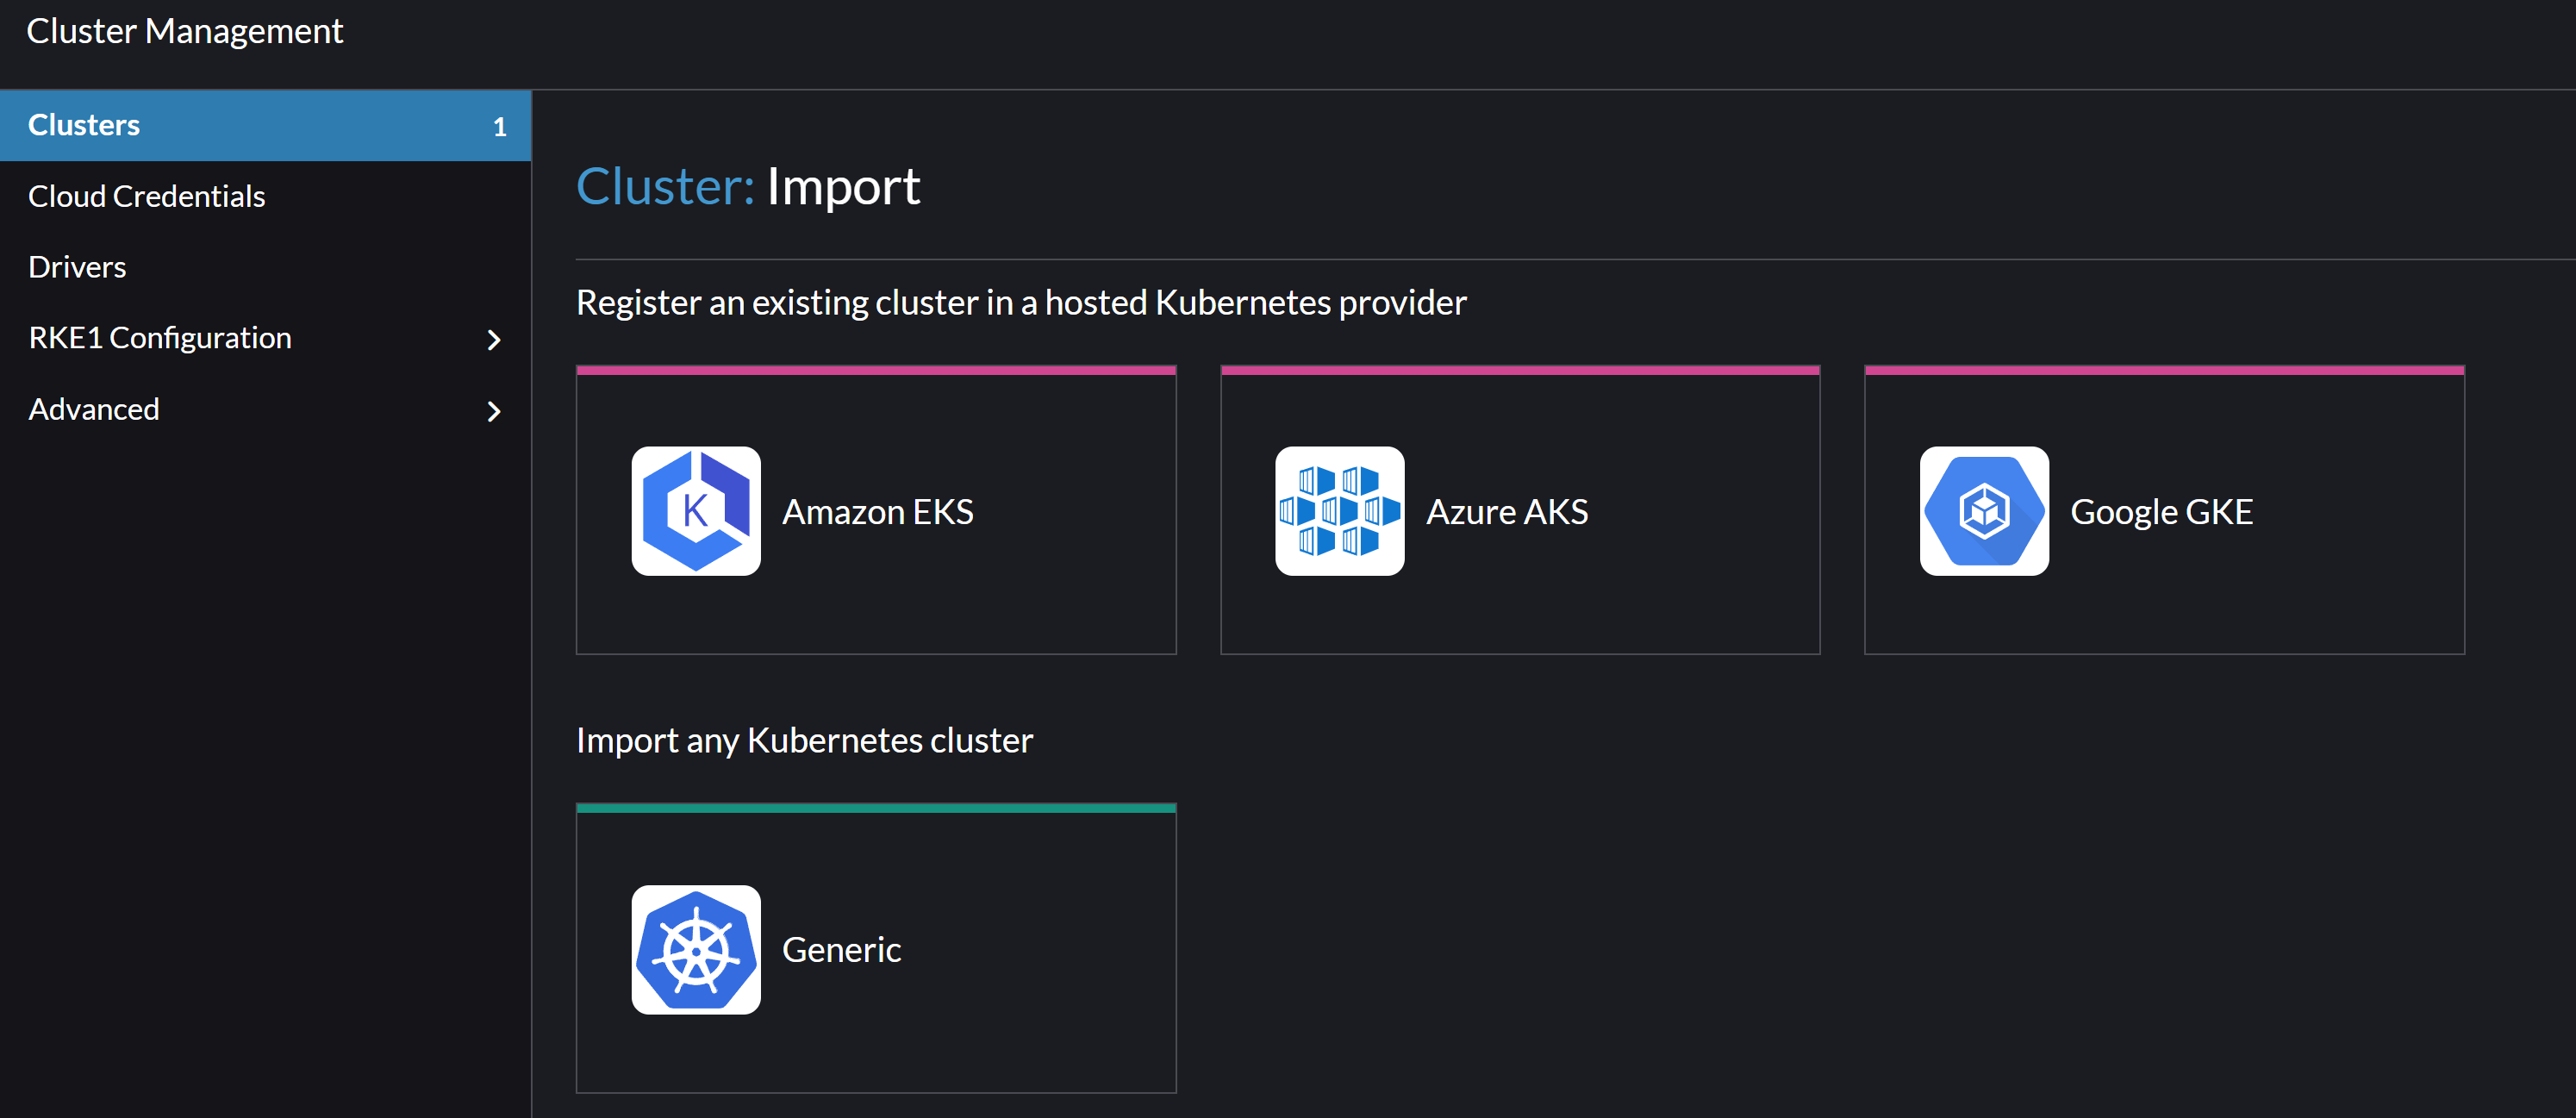 Cluster Management
Clusters 1
Cloud Credentials
Drivers
RKE1 Configuration
Advanced
Cluster: Import
Register an existing cluster in a hosted Kubernetes provider
K Amazon EKS
Azure AKS
Google GKE
Import any Kubernetes cluster
Generic